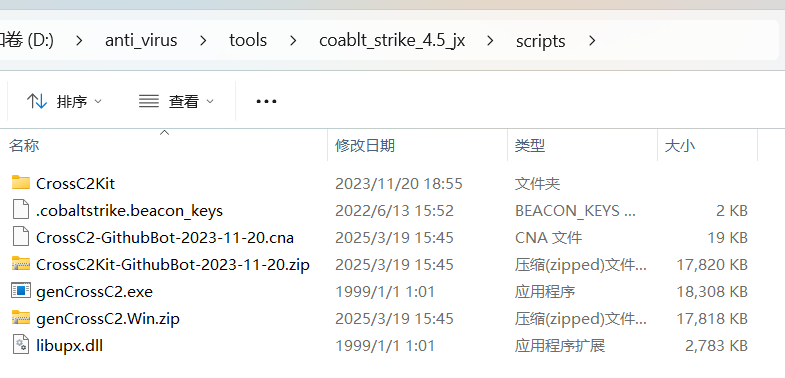 卷 (D:) > anti_virus > tools > coablt_strike_4.5_jx > scripts >
排序 查看 •••
名称 修改日期 类型 大小
CrossC2Kit 2023/11/20 18:55 文件夹
.cobaltstrike.beacon_keys 2022/6/13 15:52 BEACON_KEYS ... 2 KB
CrossC2-GithubBot-2023-11-20.cna 2025/3/19 15:45 CNA 文件 19 KB
CrossC2Kit-GithubBot-2023-11-20.zip 2025/3/19 15:45 压缩(zipped)文件... 17,820 KB
genCrossC2.exe 1999/1/1 1:01 应用程序 18,308 KB
genCrossC2.Win.zip 2025/3/19 15:45 压缩(zipped)文件... 17,818 KB
libupx.dll 1999/1/1 1:01 应用程序扩展 2,783 KB